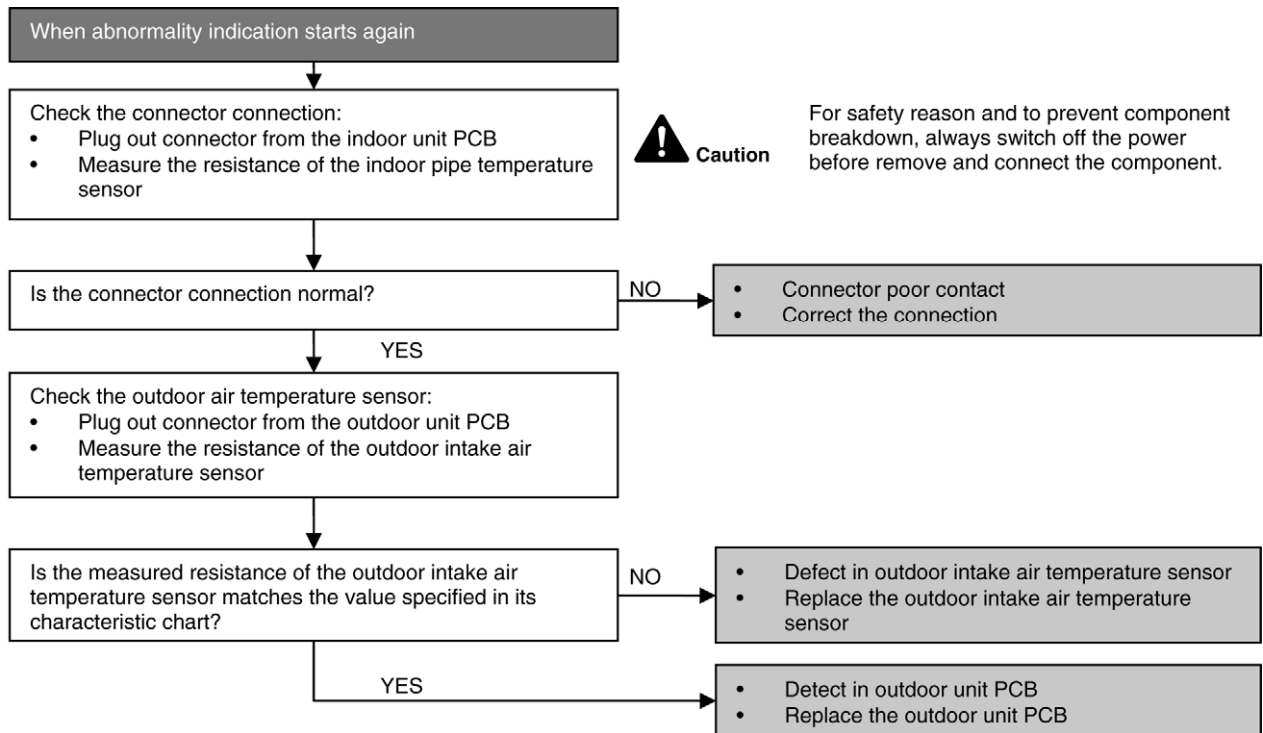 When abnormality indication starts again
Check the connector connection:
• Plug out connector from the indoor unit PCB
• Measure the resistance of the indoor pipe temperature
sensor
Caution
For safety reason and to prevent component
breakdown, always switch off the power
before remove and connect the component.
Is the connector connection normal?
NO
• Connector poor contact
• Correct the connection
YES
Check the outdoor air temperature sensor:
• Plug out connector from the outdoor unit PCB
• Measure the resistance of the outdoor intake air
temperature sensor
Is the measured resistance of the outdoor intake air
temperature sensor matches the value specified in its
characteristic chart?
NO
• Defect in outdoor intake air temperature sensor
• Replace the outdoor intake air temperature
sensor
YES
• Detect in outdoor unit PCB
• Replace the outdoor unit PCB